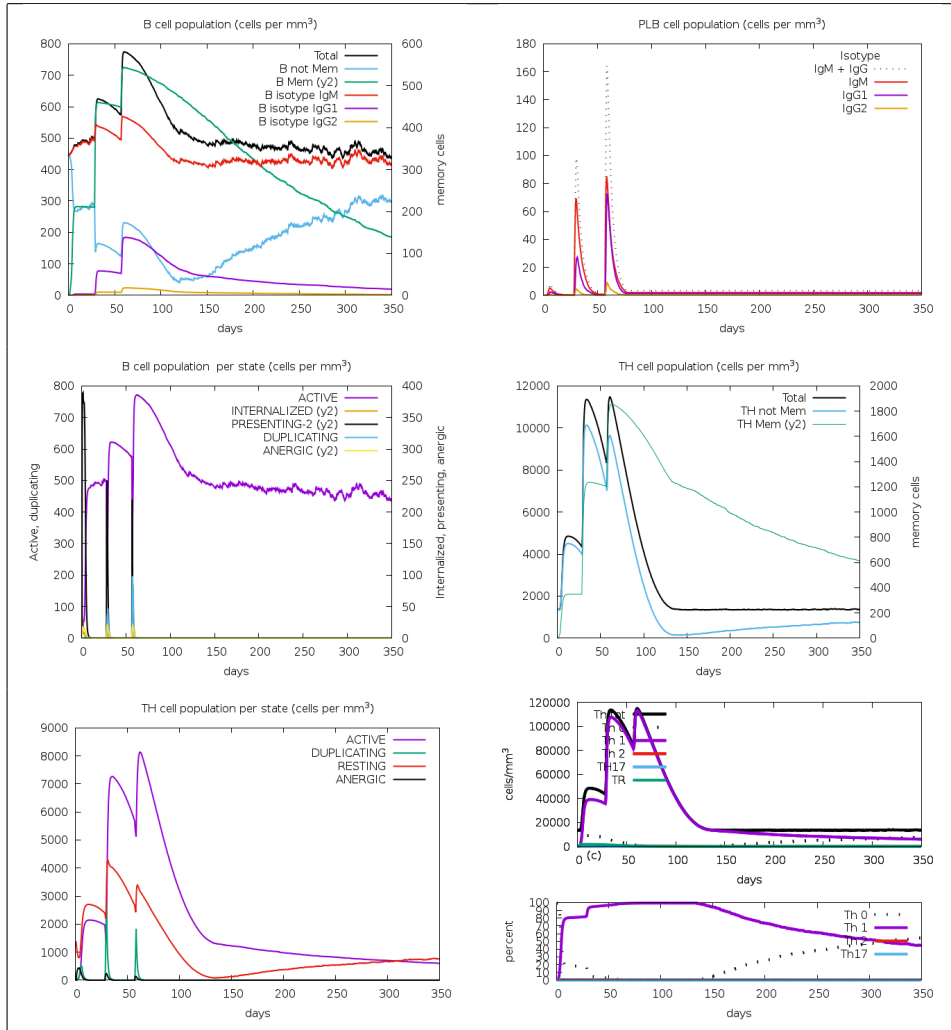 B cell population (cells per mm³)
800
700
600
500
400
300
200
100
0
600
500
400
300
200
100
0
memory cells
Total
B not Mem
B Mem (y2)
B isotype IgM
B isotype IgG1
B isotype IgG2
0 50 100 150 200 250 300 350
days
PLB cell population (cells per mm³)
180
160
140
120
100
80
60
40
20
0
Isotype
IgM + IgG
IgM
IgG1
IgG2
0 50 100 150 200 250 300 350
days
B cell population per state (cells per mm³)
Active, duplicating
800
700
600
500
400
300
200
100
0
400
350
300
250
200
150
100
50
0
Internalized, presenting, anergic
ACTIVE
INTERNALIZED (y2)
PRESENTING-2 (y2)
DUPLICATING
ANERGIC (y2)
0 50 100 150 200 250 300 350
days
TH cell population (cells per mm³)
12000
10000
8000
6000
4000
2000
0
2000
1800
1600
1400
1200
1000
800
600
400
200
0
memory cells
Total
TH not Mem
TH Mem (y2)
0 50 100 150 200 250 300 350
days
TH cell population per state (cells per mm³)
9000
8000
7000
6000
5000
4000
3000
2000
1000
0
ACTIVE
DUPLICATING
RESTING
ANERGIC
0 50 100 150 200 250 300 350
days
cells/mm³
120000
100000
80000
60000
40000
20000
0
Th 1
Th 2
TH17
TR
(c)
0 50 100 150 200 250 300 350
days
percent
100
90
80
70
60
50
40
30
20
10
0
Th 0
Th 1
Th 2
Th17
0 50 100 150 200 250 300 350
days